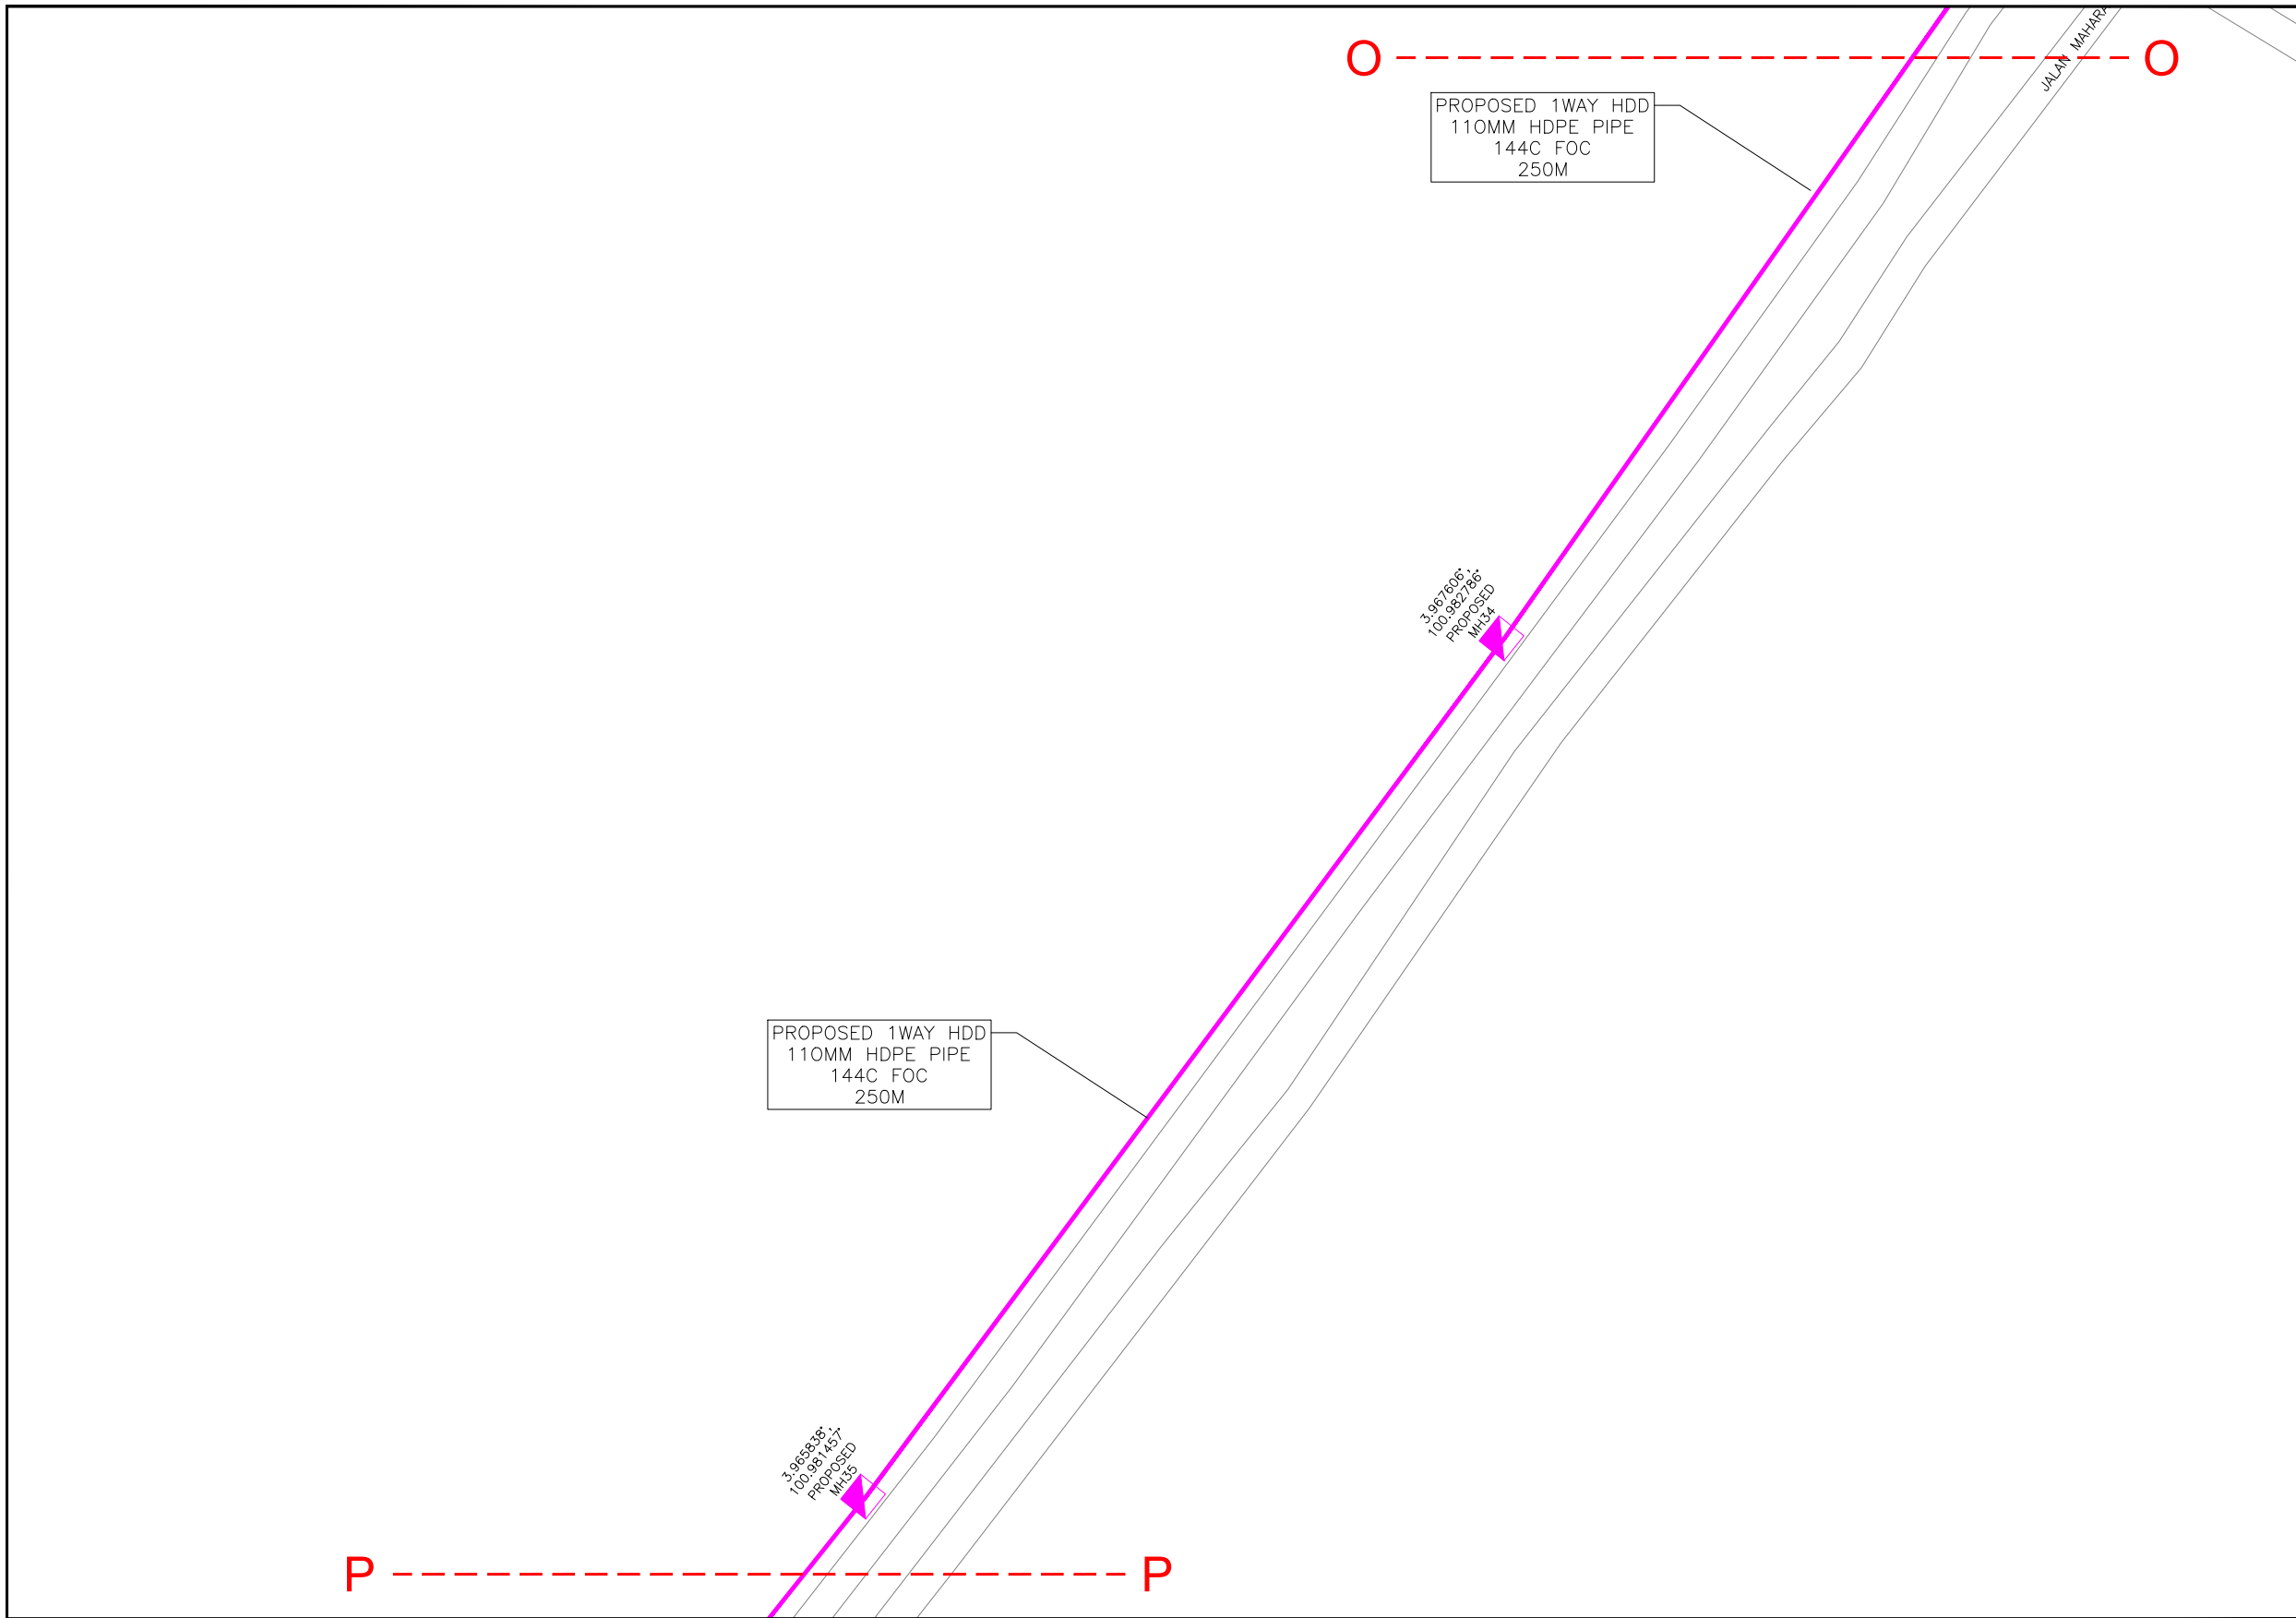 O O
JALAN MAHARA
PROPOSED 1WAY HDD
110MM HDPE PIPE
144C FOC
250M
3.967606°,
100.982786°
PROPOSED
MH34
PROPOSED 1WAY HDD
110MM HDPE PIPE
144C FOC
250M
3.965838°,
100.981457°
PROPOSED
MH35
P P